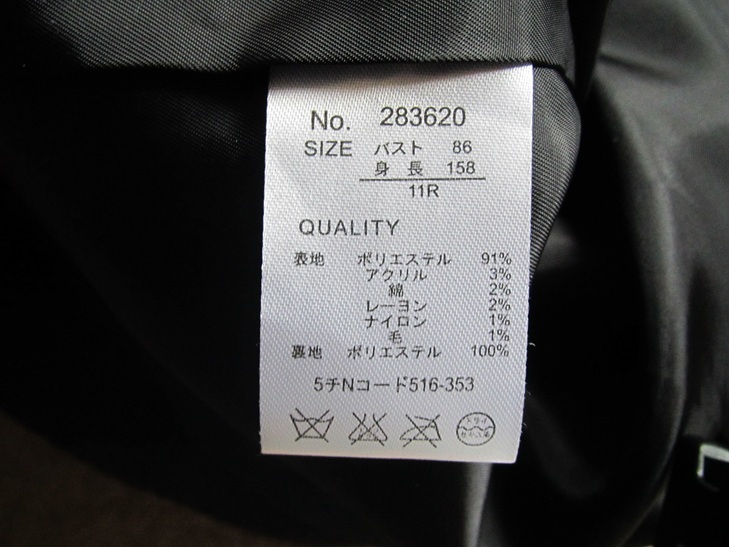 No. 283620
SIZE バスト 86
身 長 158
11R
QUALITY
表地 ポリエステル 91%
アクリル 3%
綿 2%
レーヨン 2%
ナイロン 1%
毛 1%
裏地 ポリエステル 100%
5チNコード516-353
ドライ